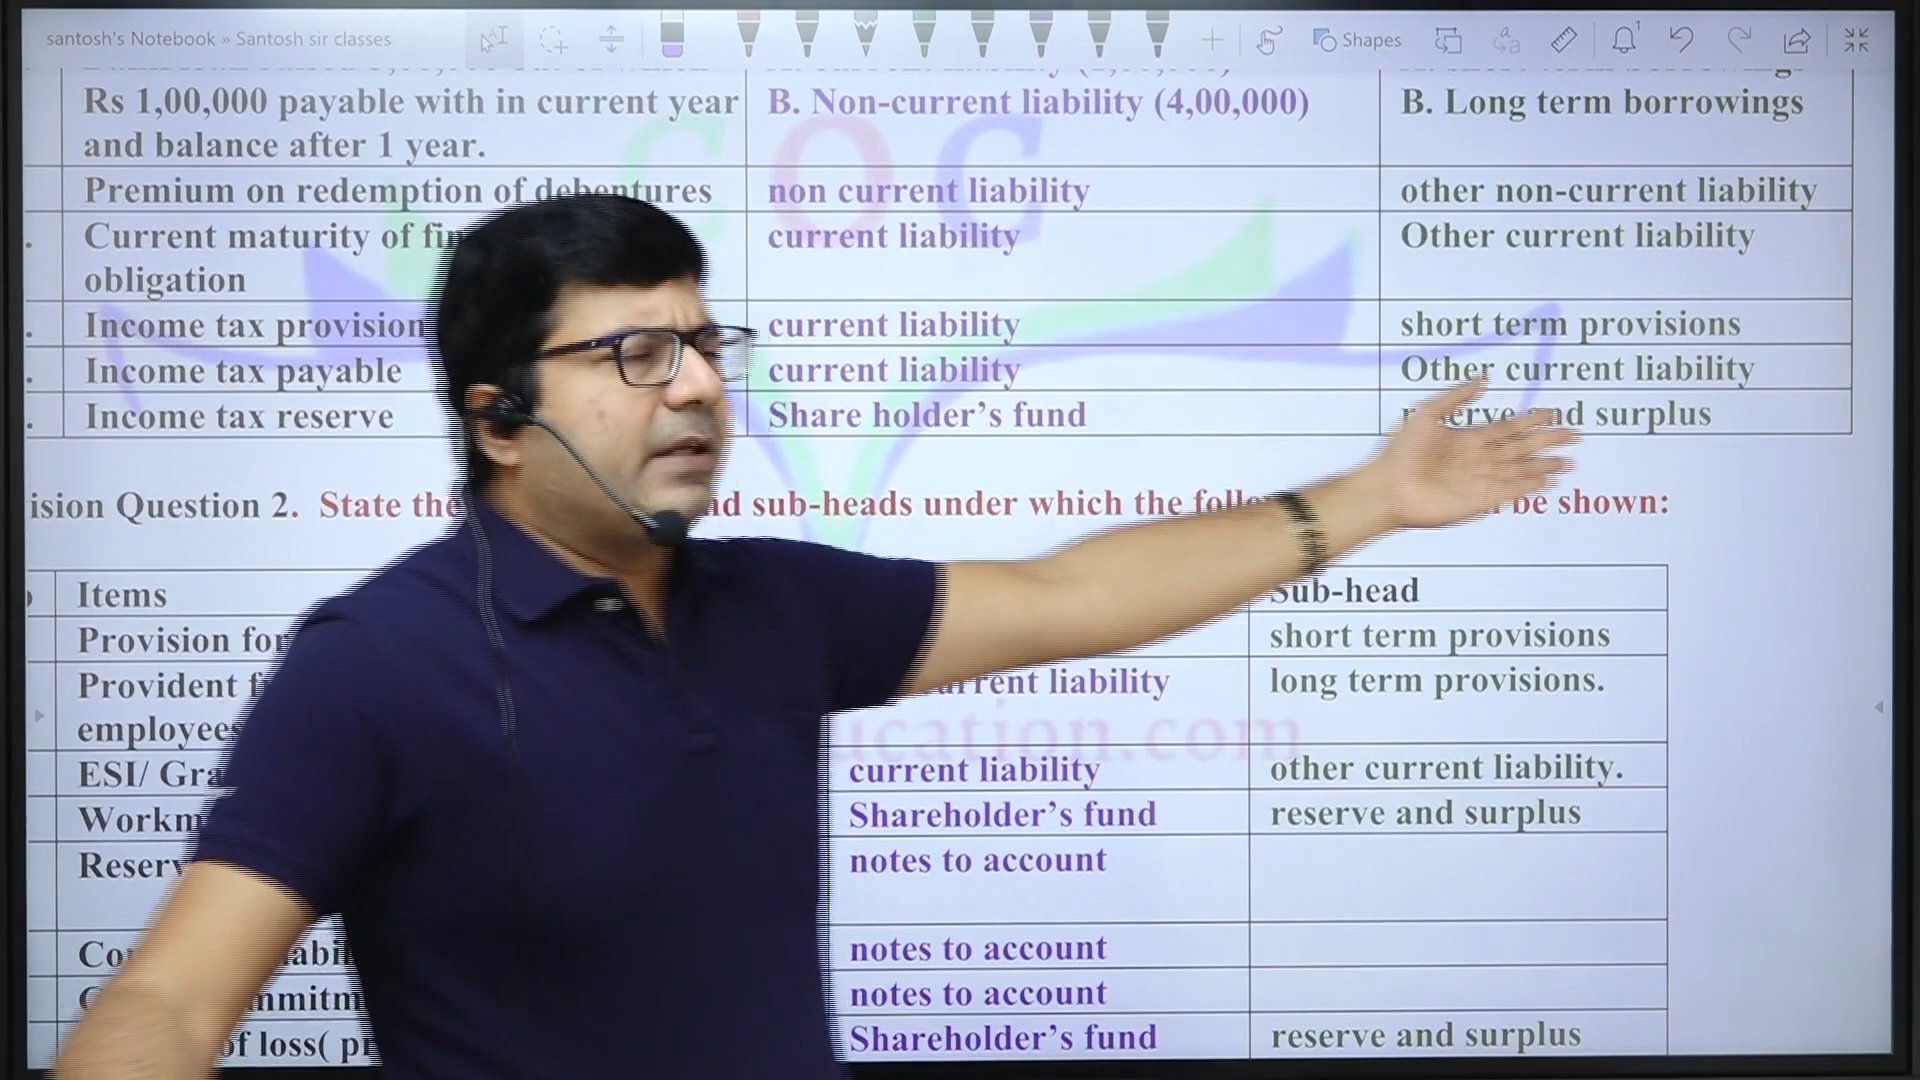 santosh's Notebook » Santosh sir classes
Shapes
Rs 1,00,000 payable with in current year
and balance after 1 year.
B. Non-current liability (4,00,000)
B. Long term borrowings
Premium on redemption of debentures
non current liability
other non-current liability
Current maturity of
obligation
current liability
Other current liability
Income tax provision
current liability
short term provisions
Income tax payable
current liability
Other current liability
Income tax reserve
Share holder's fund
and surplus
ision Question 2. State the
sub-heads under which the
be shown:
Items
Sub-head
Provision for
short term provisions
Provident
employees
liability
long term provisions.
ESI/
current liability
other current liability.
Shareholder's fund
reserve and surplus
notes to account
notes to account
notes to account
of loss(
Shareholder's fund
reserve and surplus
ucation.com